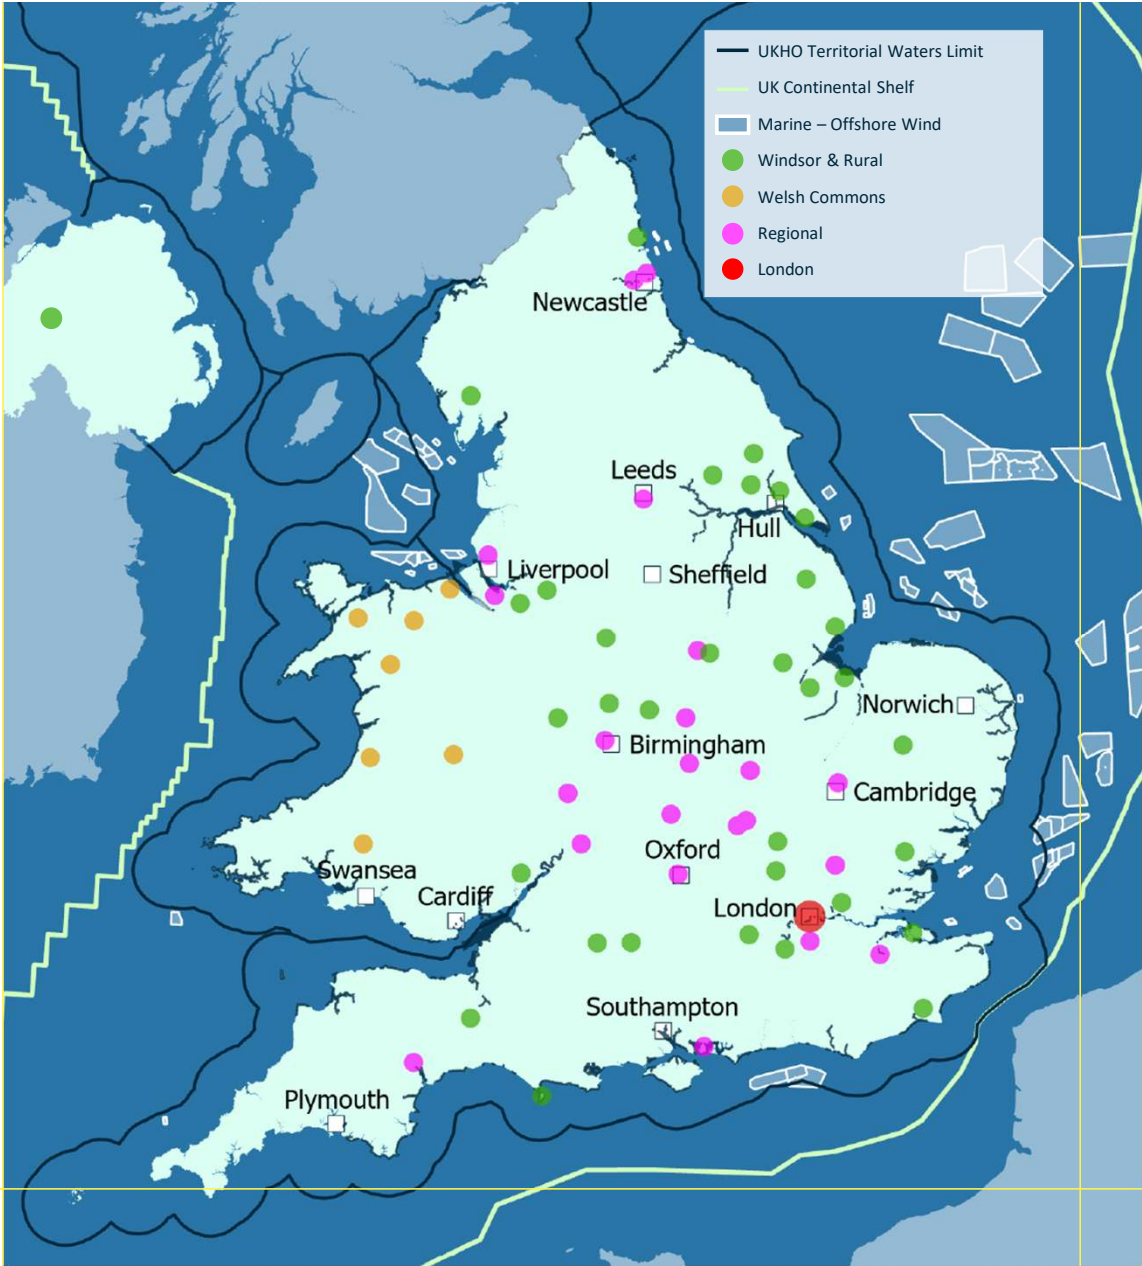 UKHO Territorial Waters Limit
UK Continental Shelf
Marine – Offshore Wind
Windsor & Rural
Welsh Commons
Regional
London
Newcastle
Leeds
Hull
Liverpool
Sheffield
Norwich
Birmingham
Cambridge
Oxford
Swansea
Cardiff
London
Southampton
Plymouth